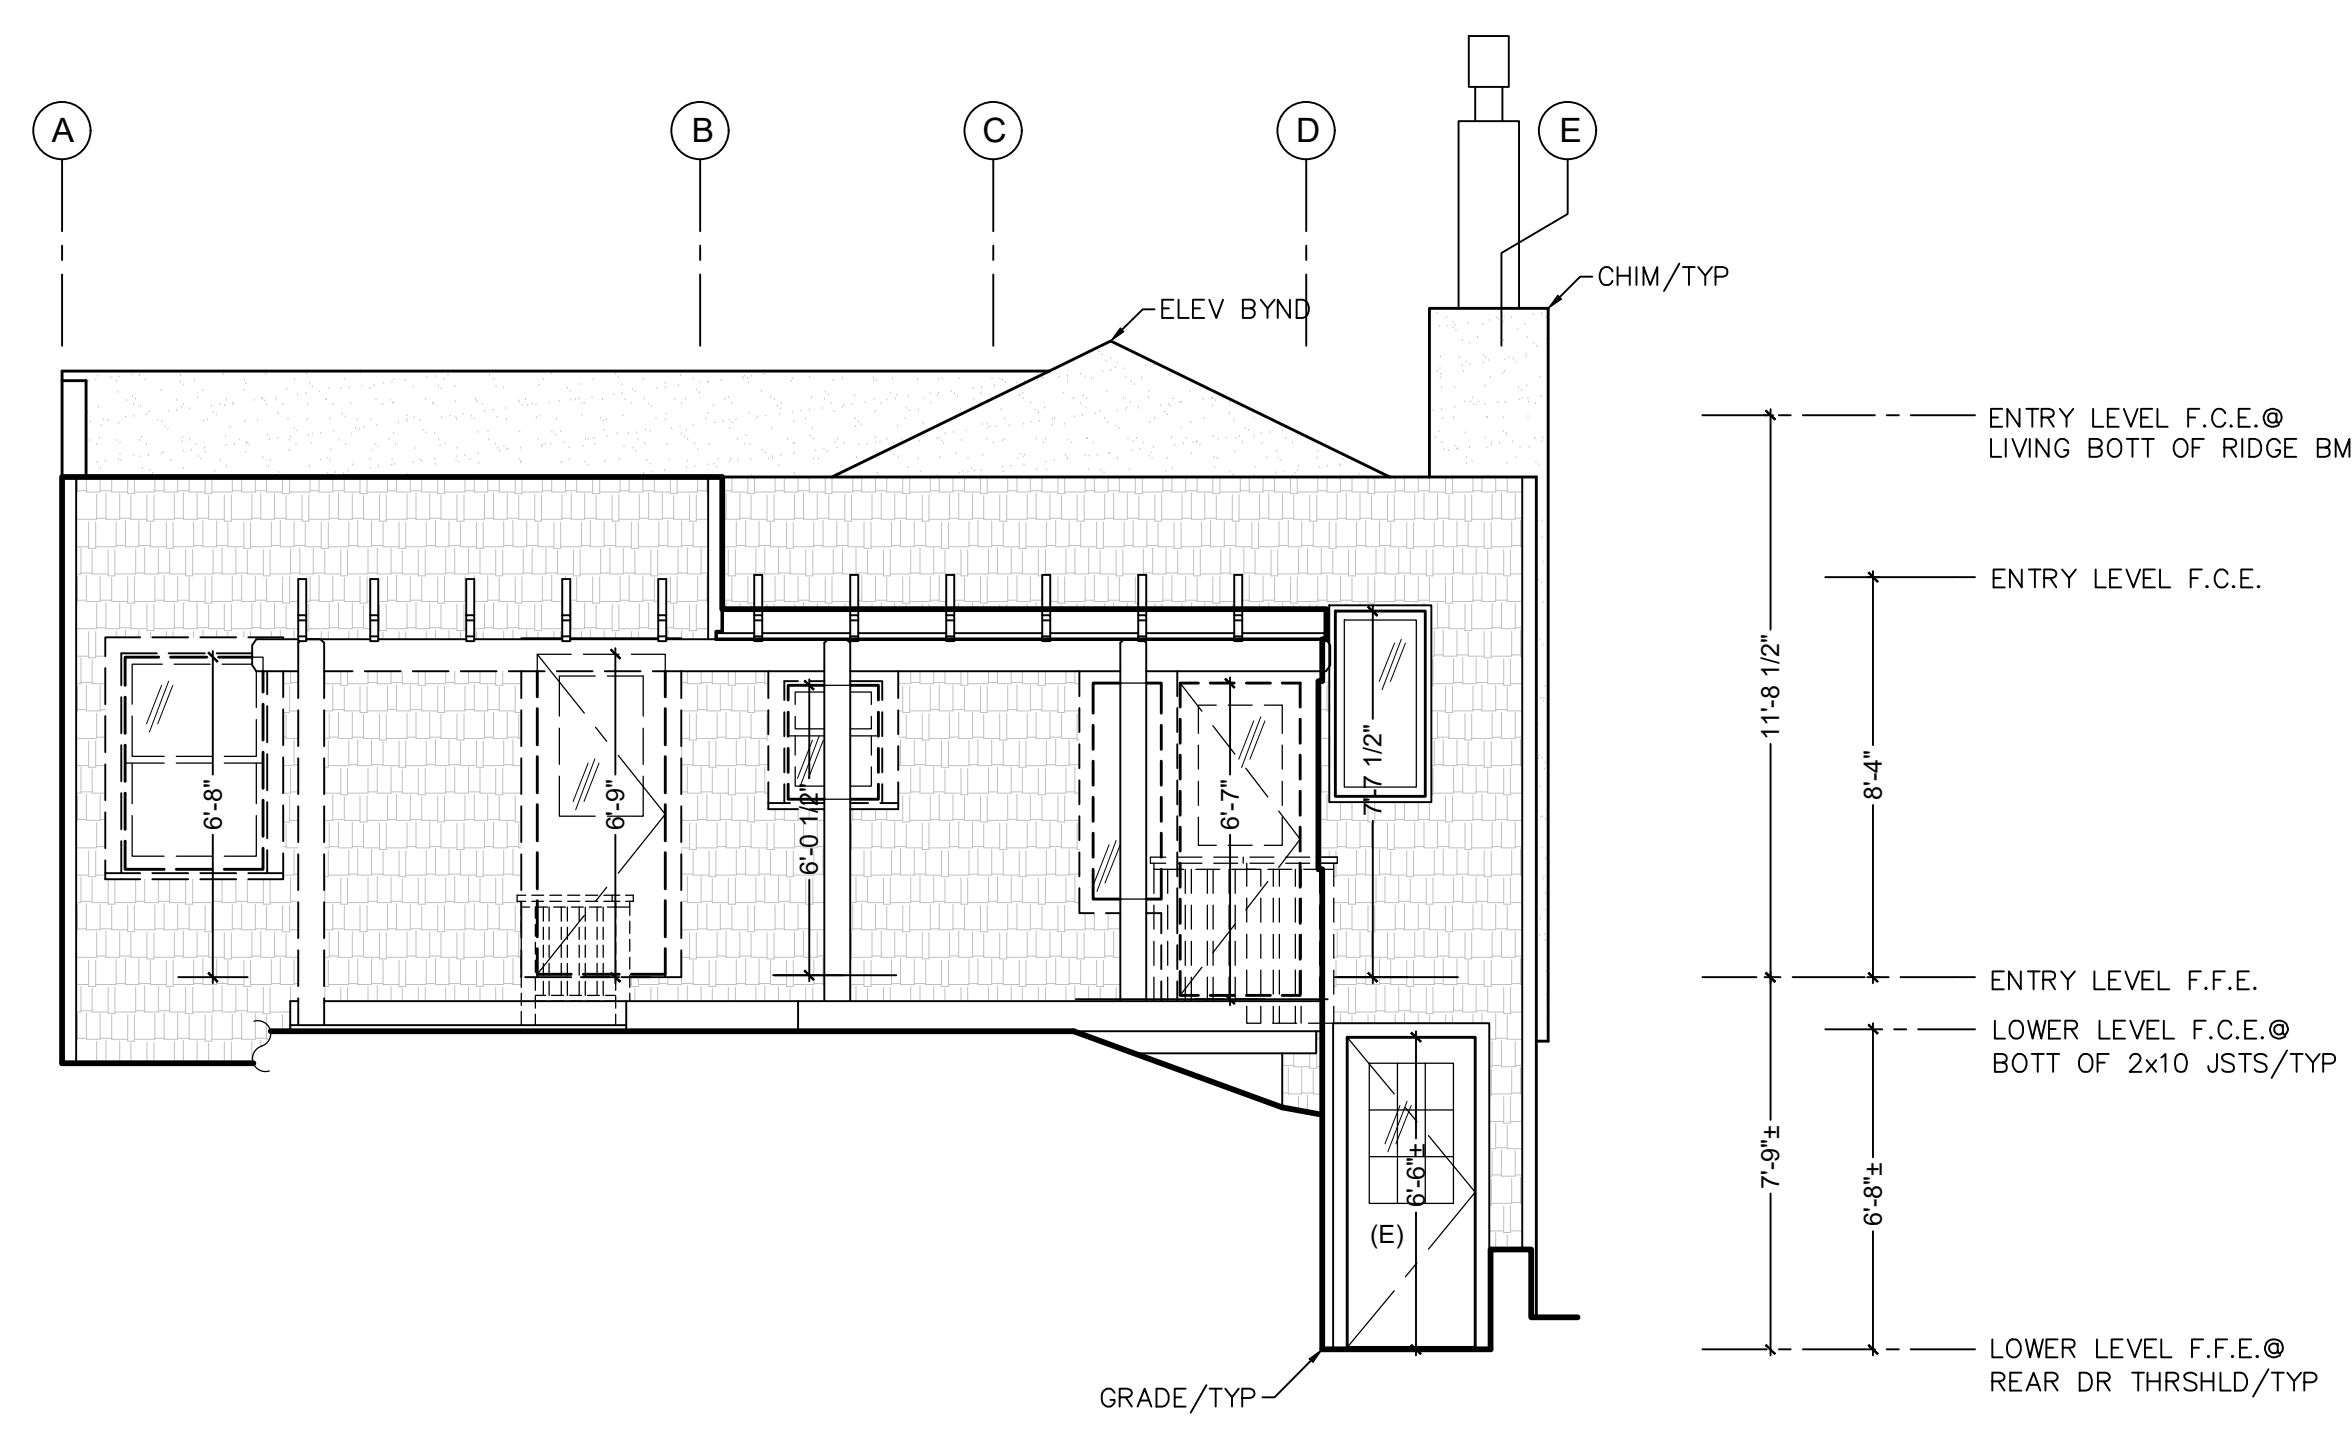 A
B
C
D
E
CHIM/TYP
ELEV BYND
ENTRY LEVEL F.C.E.@
LIVING BOTT OF RIDGE BM
ENTRY LEVEL F.C.E.
11'-8 1/2"
8'-4"
6'-8"
6'-9"
6'-0 1/2"
6'-7"
7'-7 1/2"
ENTRY LEVEL F.F.E.
LOWER LEVEL F.C.E.@
BOTT OF 2x10 JSTS/TYP
7'-9"±
6'-8"±
6'-6"±
(E)
LOWER LEVEL F.F.E.@
REAR DR THRSHLD/TYP
GRADE/TYP